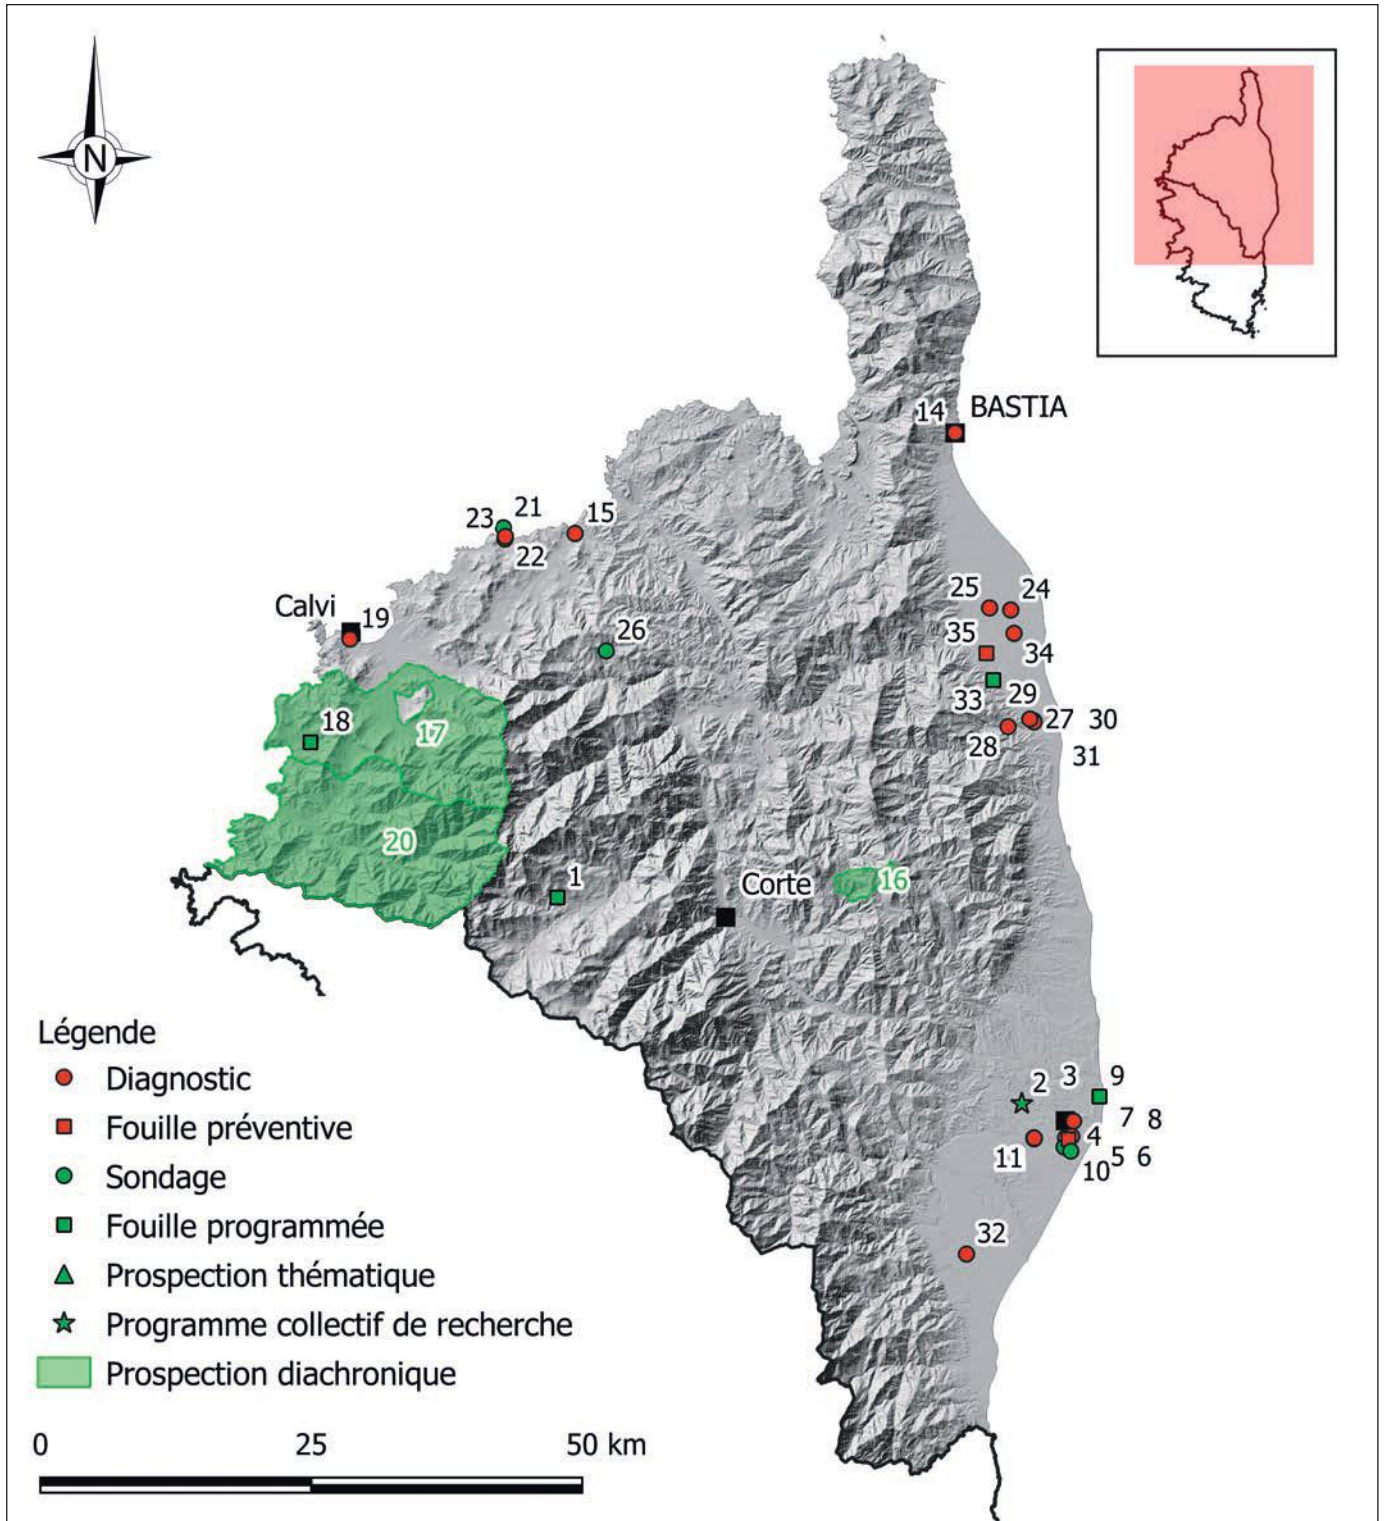 N
14 BASTIA
21
23
15
22
Calvi
19
25
24
26
35
34
33
29
27
30
28
31
18
17
20
1
Corte
16
Légende
Diagnostic
Fouille préventive
Sondage
Fouille programmée
Prospection thématique
Programme collectif de recherche
Prospection diachronique
2
3
9
7
8
4
11
10
5
6
32
0
25
50 km